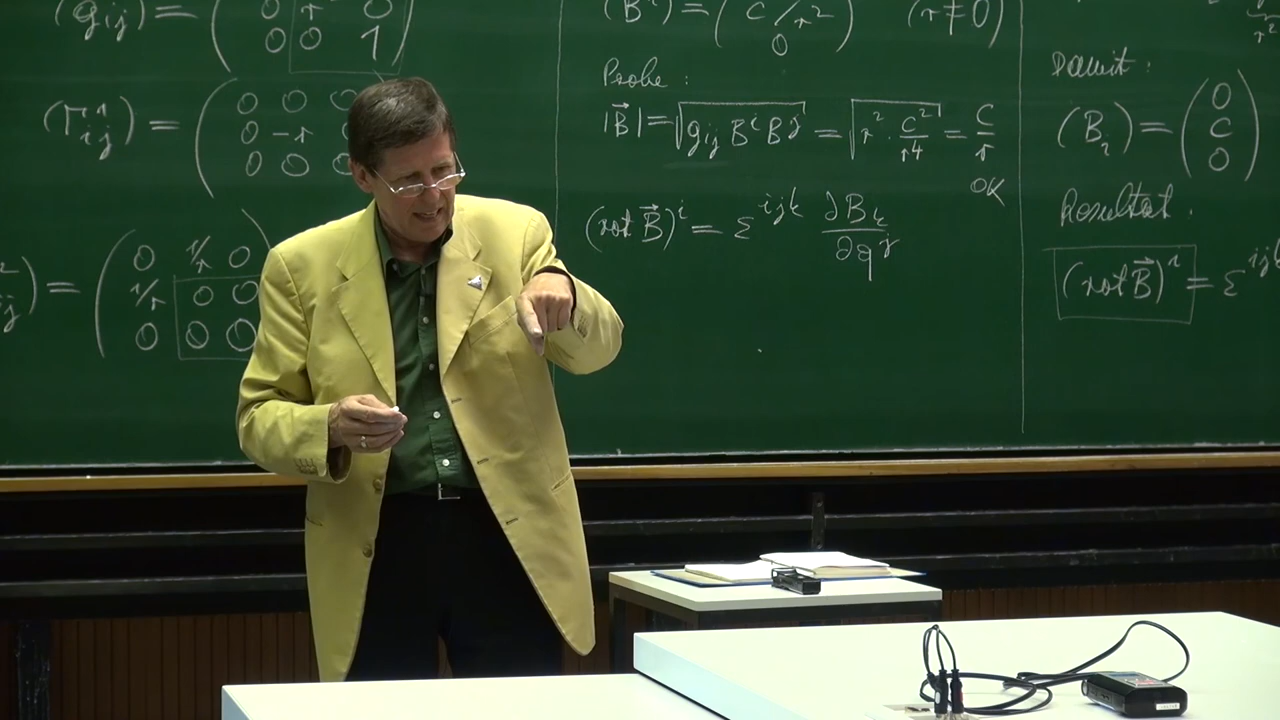 (g_ij) = ( 0 r² 0
0 0 1 )
(Γ¹_ij) = ( 0 0 0
0 -r 0
0 0 0 )
( 0 1/r 0
1/r 0 0
0 0 0 )
( c/r²
0 ) (r≠0)
Probe :
|B⃗| = √(g_ij B^i B^j) = √(r² · c²/r⁴) = c/r
OK
(rot B⃗)^i = ε^ijk ∂B_k/∂q^j
Damit :
(B_i) = ( 0
c
0 )
Resultat :
(rot B⃗)¹ = ε^ijk